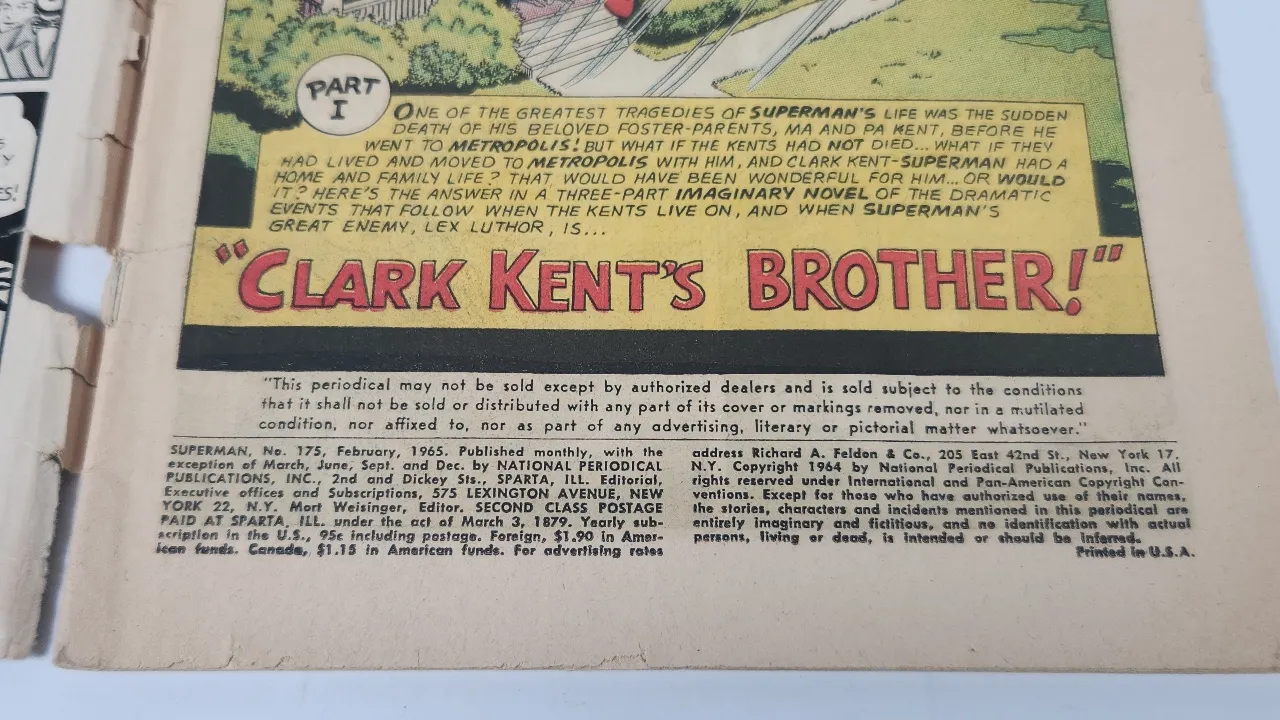 PART
I
ONE OF THE GREATEST TRAGEDIES OF SUPERMAN'S LIFE WAS THE SUDDEN
DEATH OF HIS BELOVED FOSTER-PARENTS, MA AND PA KENT, BEFORE HE
WENT TO METROPOLIS! BUT WHAT IF THE KENTS HAD NOT DIED... WHAT IF THEY
HAD LIVED AND MOVED TO METROPOLIS WITH HIM, AND CLARK KENT-SUPERMAN HAD A
HOME AND FAMILY LIFE? THAT WOULD HAVE BEEN WONDERFUL FOR HIM... OR WOULD
IT? HERE'S THE ANSWER IN A THREE-PART IMAGINARY NOVEL OF THE DRAMATIC
EVENTS THAT FOLLOW WHEN THE KENTS LIVE ON, AND WHEN SUPERMAN'S
GREAT ENEMY, LEX LUTHOR, IS...
"CLARK KENT'S BROTHER!"
"This periodical may not be sold except by authorized dealers and is sold subject to the conditions
that it shall not be sold or distributed with any part of its cover or markings removed, nor in a mutilated
condition, nor affixed to, nor as part of any advertising, literary or pictorial matter whatsoever."
SUPERMAN, No. 175, February, 1965. Published monthly, with the
exception of March, June, Sept. and Dec. by NATIONAL PERIODICAL
PUBLICATIONS, INC., 2nd and Dickey Sts., SPARTA, ILL. Editorial,
Executive offices and Subscriptions, 575 LEXINGTON AVENUE, NEW
YORK 22, N.Y. Mort Weisinger, Editor. SECOND CLASS POSTAGE
PAID AT SPARTA, ILL. under the act of March 3, 1879. Yearly sub-
scription in the U.S., 95c including postage. Foreign, $1.90 in Amer-
ican funds. Canada, $1.15 in American funds. For advertising rates
address Richard A. Feldon & Co., 205 East 42nd St., New York 17,
N.Y. Copyright 1964 by National Periodical Publications, Inc. All
rights reserved under International and Pan-American Copyright Con-
ventions. Except for those who have authorized use of their names,
the stories, characters and incidents mentioned in this periodical are
entirely imaginary and fictitious, and no identification with actual
persons, living or dead, is intended or should be inferred.
Printed in U.S.A.